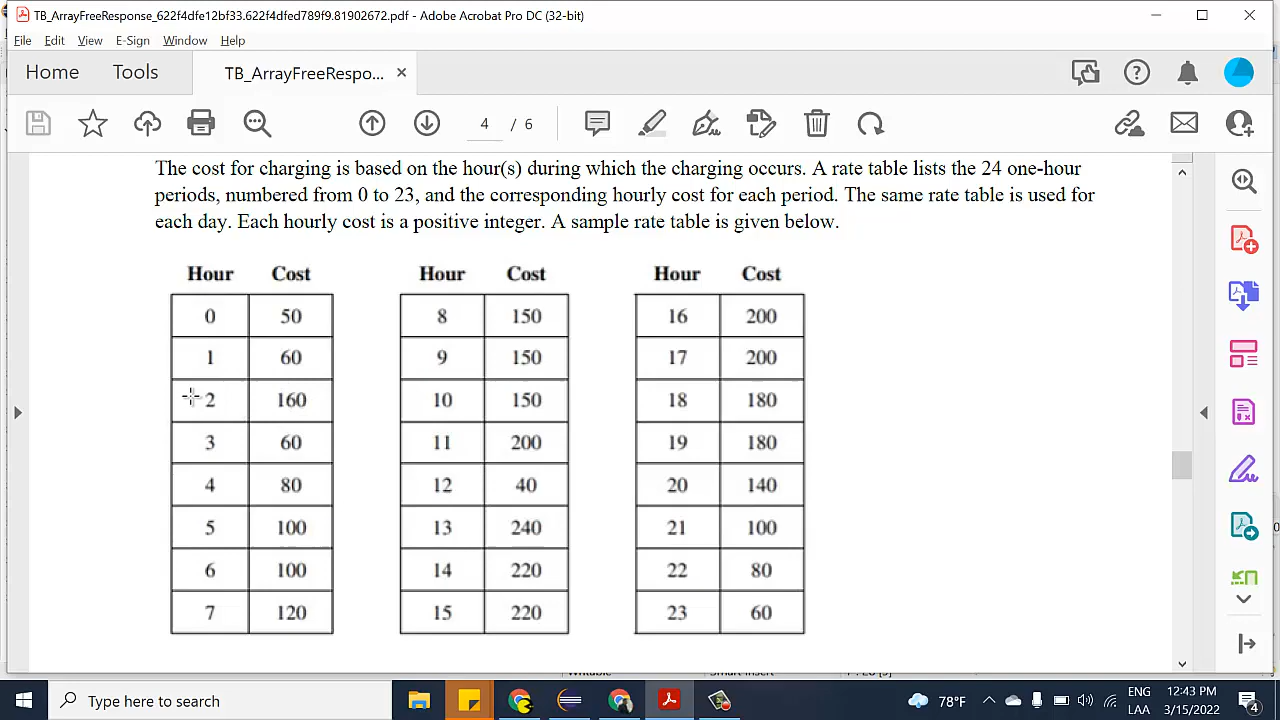 TB_ArrayFreeResponse_622f4dfe12bf33.622f4dfed789f9.81902672.pdf - Adobe Acrobat Pro DC (32-bit)
File Edit View E-Sign Window Help
Home Tools TB_ArrayFreeRespo... ×
4 / 6
The cost for charging is based on the hour(s) during which the charging occurs. A rate table lists the 24 one-hour
periods, numbered from 0 to 23, and the corresponding hourly cost for each period. The same rate table is used for
each day. Each hourly cost is a positive integer. A sample rate table is given below.
Hour Cost Hour Cost Hour Cost
0 50 8 150 16 200
1 60 9 150 17 200
2 160 10 150 18 180
3 60 11 200 19 180
4 80 12 40 20 140
5 100 13 240 21 100
6 100 14 220 22 80
7 120 15 220 23 60
Type here to search
78°F
ENG
LAA
12:43 PM
3/15/2022
4